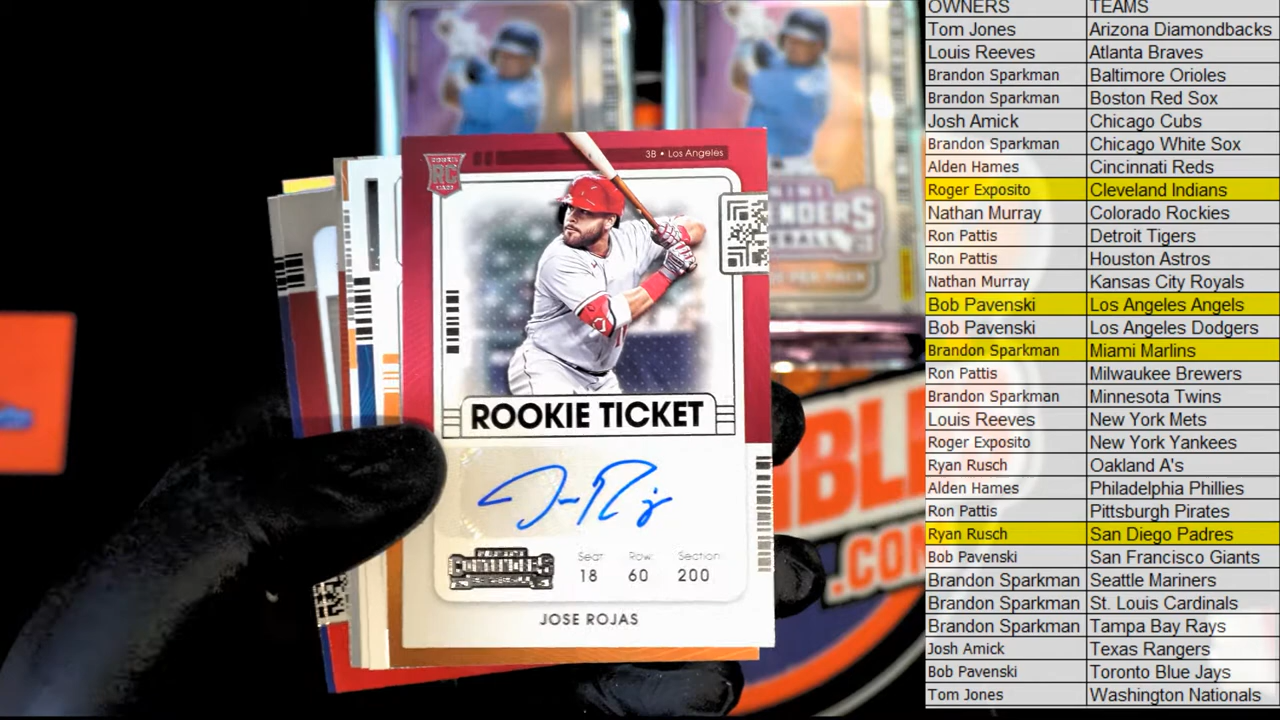 3B • Los Angeles
RC
ROOKIE TICKET
Seat Row Section
18 60 200
JOSE ROJAS
OWNERS TEAMS
Tom Jones Arizona Diamondbacks
Louis Reeves Atlanta Braves
Brandon Sparkman Baltimore Orioles
Brandon Sparkman Boston Red Sox
Josh Amick Chicago Cubs
Brandon Sparkman Chicago White Sox
Alden Hames Cincinnati Reds
Roger Exposito Cleveland Indians
Nathan Murray Colorado Rockies
Ron Pattis Detroit Tigers
Ron Pattis Houston Astros
Nathan Murray Kansas City Royals
Bob Pavenski Los Angeles Angels
Bob Pavenski Los Angeles Dodgers
Brandon Sparkman Miami Marlins
Ron Pattis Milwaukee Brewers
Brandon Sparkman Minnesota Twins
Louis Reeves New York Mets
Roger Exposito New York Yankees
Ryan Rusch Oakland A's
Alden Hames Philadelphia Phillies
Ron Pattis Pittsburgh Pirates
Ryan Rusch San Diego Padres
Bob Pavenski San Francisco Giants
Brandon Sparkman Seattle Mariners
Brandon Sparkman St. Louis Cardinals
Brandon Sparkman Tampa Bay Rays
Josh Amick Texas Rangers
Bob Pavenski Toronto Blue Jays
Tom Jones Washington Nationals